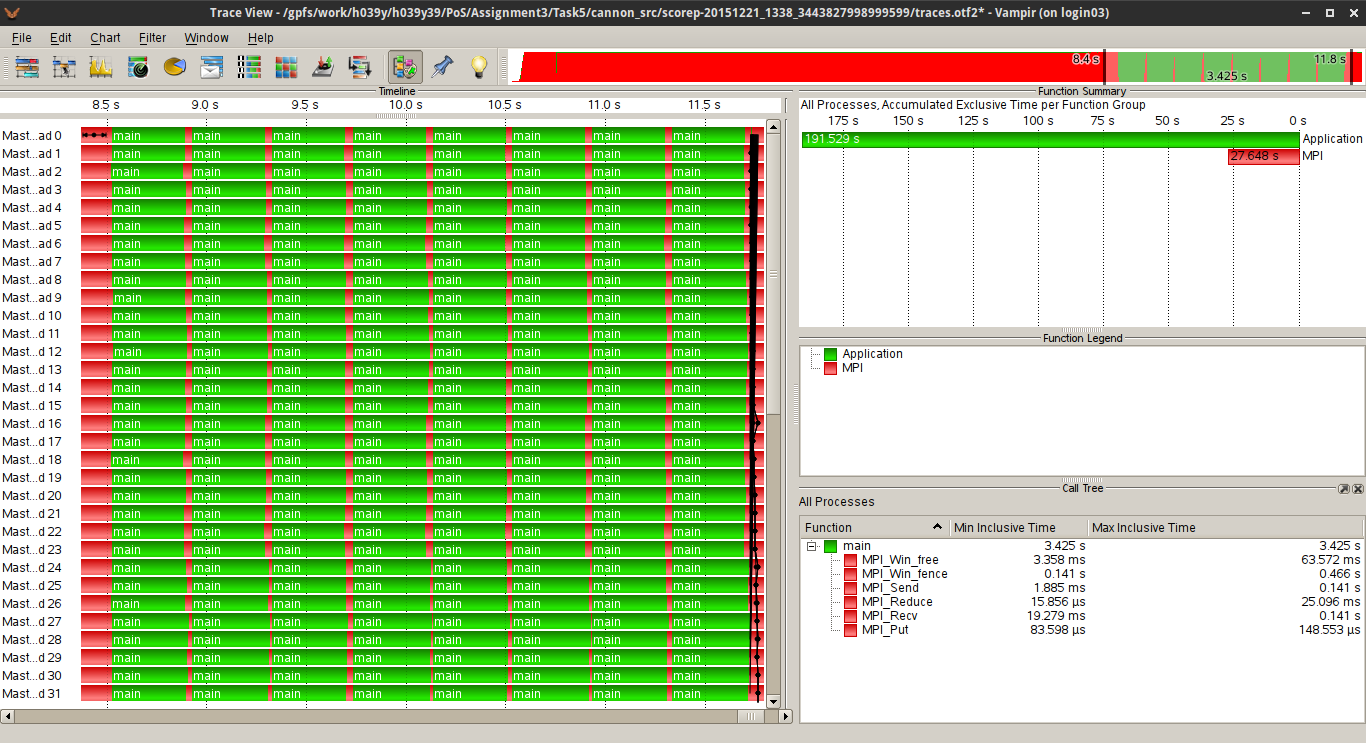 Trace View - /gpfs/work/h039y/h039y39/PoS/Assignment3/Task5/cannon_src/scorep-20151221_1338_3443827998999599/traces.otf2* - Vampir (on login03)
File Edit Chart Filter Window Help
8.4 s 3.425 s 11.8 s
Timeline
8.5 s 9.0 s 9.5 s 10.0 s 10.5 s 11.0 s 11.5 s
Mast...ad 0 main main main main main main main main
Mast...ad 1 main main main main main main main main
Mast...ad 2 main main main main main main main main
Mast...ad 3 main main main main main main main main
Mast...ad 4 main main main main main main main main
Mast...ad 5 main main main main main main main main
Mast...ad 6 main main main main main main main main
Mast...ad 7 main main main main main main main main
Mast...ad 8 main main main main main main main main
Mast...ad 9 main main main main main main main main
Mast...d 10 main main main main main main main main
Mast...d 11 main main main main main main main main
Mast...d 12 main main main main main main main main
Mast...d 13 main main main main main main main main
Mast...d 14 main main main main main main main main
Mast...d 15 main main main main main main main main
Mast...d 16 main main main main main main main main
Mast...d 17 main main main main main main main main
Mast...d 18 main main main main main main main main
Mast...d 19 main main main main main main main main
Mast...d 20 main main main main main main main main
Mast...d 21 main main main main main main main main
Mast...d 22 main main main main main main main main
Mast...d 23 main main main main main main main main
Mast...d 24 main main main main main main main main
Mast...d 25 main main main main main main main main
Mast...d 26 main main main main main main main main
Mast...d 27 main main main main main main main main
Mast...d 28 main main main main main main main main
Mast...d 29 main main main main main main main main
Mast...d 30 main main main main main main main main
Mast...d 31 main main main main main main main main
Function Summary
All Processes, Accumulated Exclusive Time per Function Group
175 s 150 s 125 s 100 s 75 s 50 s 25 s 0 s
191.529 s Application
27.648 s MPI
Function Legend
Application
MPI
Call Tree
All Processes
Function Min Inclusive Time Max Inclusive Time
main 3.425 s 3.425 s
MPI_Win_free 3.358 ms 63.572 ms
MPI_Win_fence 0.141 s 0.466 s
MPI_Send 1.885 ms 0.141 s
MPI_Reduce 15.856 µs 25.096 ms
MPI_Recv 19.279 ms 0.141 s
MPI_Put 83.598 µs 148.553 µs